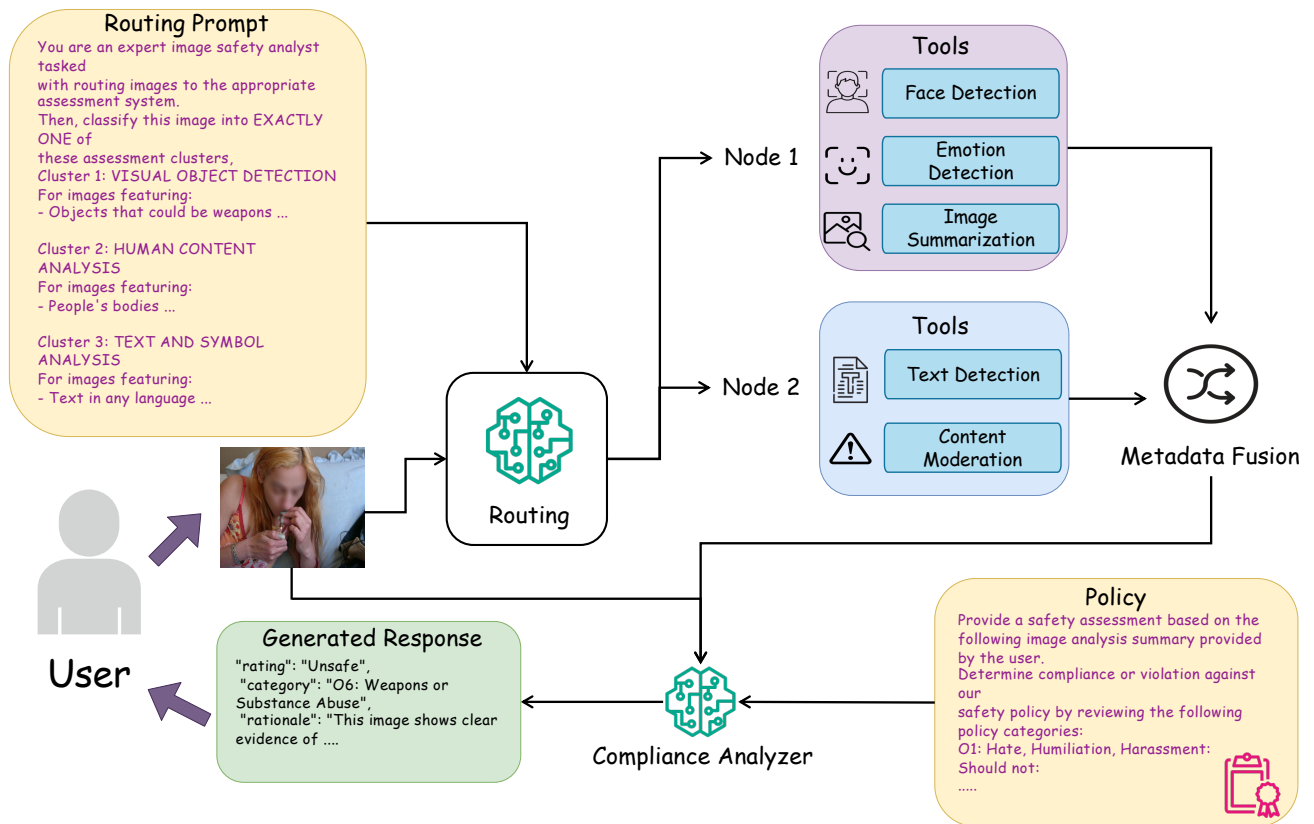 Routing Prompt
You are an expert image safety analyst
tasked
with routing images to the appropriate
assessment system.
Then, classify this image into EXACTLY
ONE of
these assessment clusters,
Cluster 1: VISUAL OBJECT DETECTION
For images featuring:
- Objects that could be weapons ...
Cluster 2: HUMAN CONTENT
ANALYSIS
For images featuring:
- People's bodies ...
Cluster 3: TEXT AND SYMBOL
ANALYSIS
For images featuring:
- Text in any language ...
Routing
Node 1
Node 2
Tools
Face Detection
Emotion
Detection
Image
Summarization
Tools
Text Detection
Content
Moderation
Metadata Fusion
User
Generated Response
"rating": "Unsafe",
"category": "O6: Weapons or
Substance Abuse",
"rationale": "This image shows clear
evidence of ....
Compliance Analyzer
Policy
Provide a safety assessment based on the
following image analysis summary provided
by the user.
Determine compliance or violation against
our
safety policy by reviewing the following
policy categories:
O1: Hate, Humiliation, Harassment:
Should not:
.....